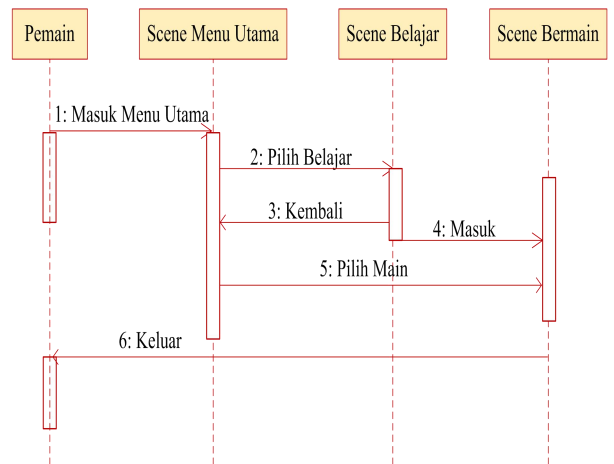 Pemain
Scene Menu Utama
Scene Belajar
Scene Bermain
1: Masuk Menu Utama
2: Pilih Belajar
3: Kembali
4: Masuk
5: Pilih Main
6: Keluar